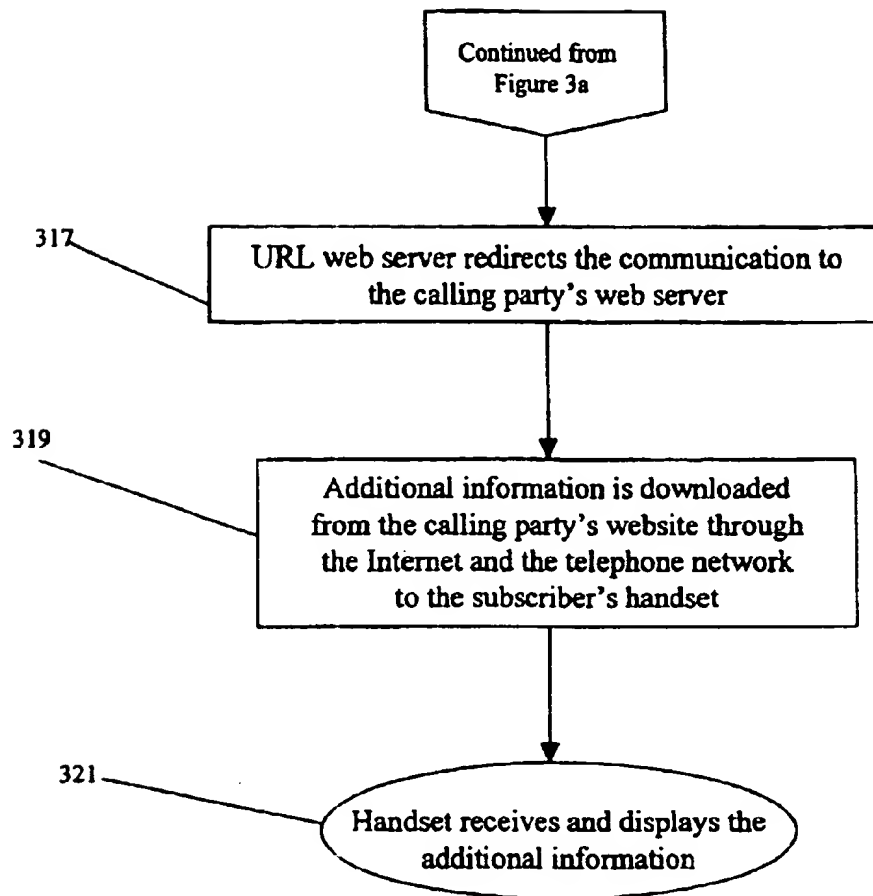 Continued from
Figure 3a
317
URL web server redirects the communication to
the calling party's web server
319
Additional information is downloaded
from the calling party's website through
the Internet and the telephone network
to the subscriber's handset
321
Handset receives and displays the
additional information